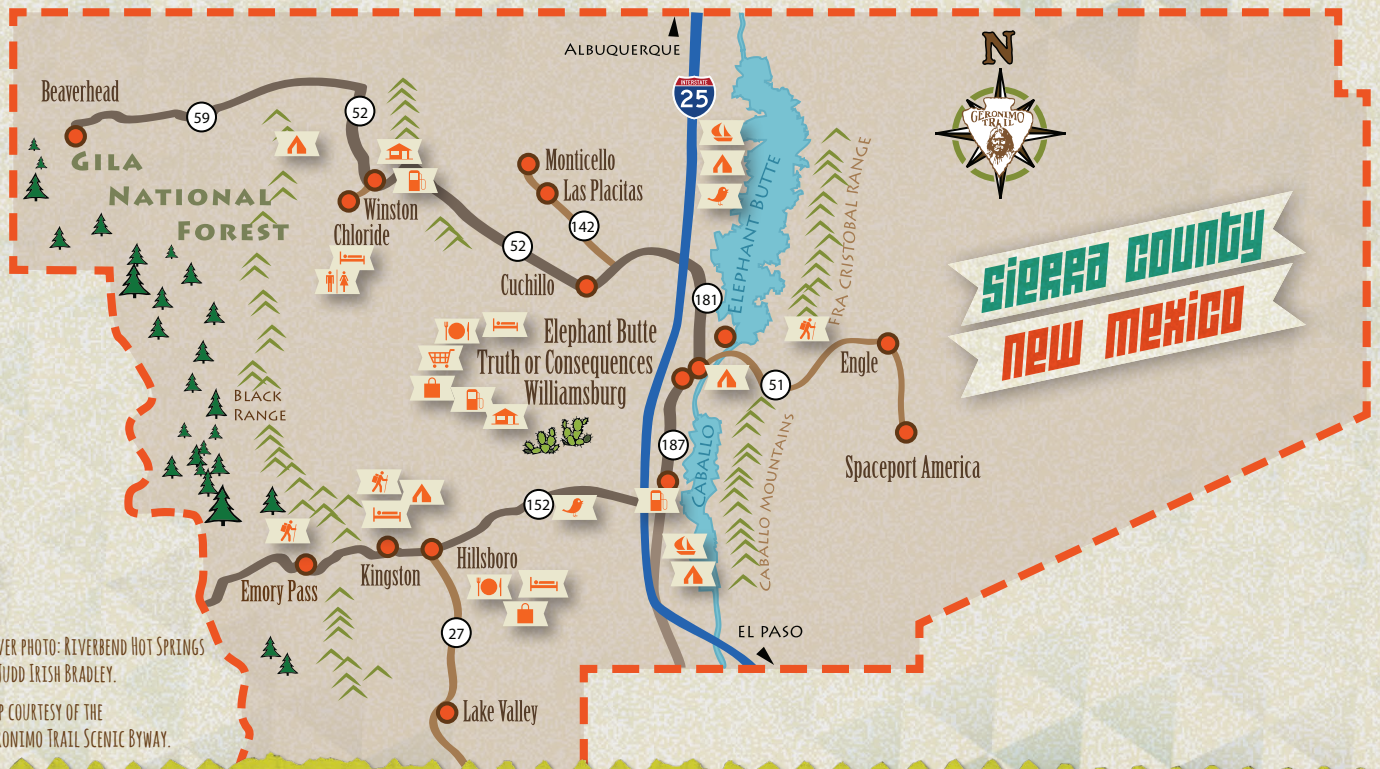 ALBUQUERQUE
N
INTERSTATE
25
GERONIMO
TRAIL
Beaverhead
59
52
GILA
NATIONAL
FOREST
Monticello
Las Placitas
142
Winston
Chloride
52
Cuchillo
ELEPHANT BUTTE
FRA CRISTOBAL RANGE
SIERRA COUNTY
NEW MEXICO
181
Elephant Butte
Truth or Consequences
Williamsburg
Engle
51
BLACK
RANGE
187
CABALLO
CABALLO MOUNTAINS
Spaceport America
152
Hillsboro
Kingston
Emory Pass
27
EL PASO
VER PHOTO: RIVERBEND HOT SPRINGS
JUDD IRISH BRADLEY.
P COURTESY OF THE
RONIMO TRAIL SCENIC BYWAY.
Lake Valley